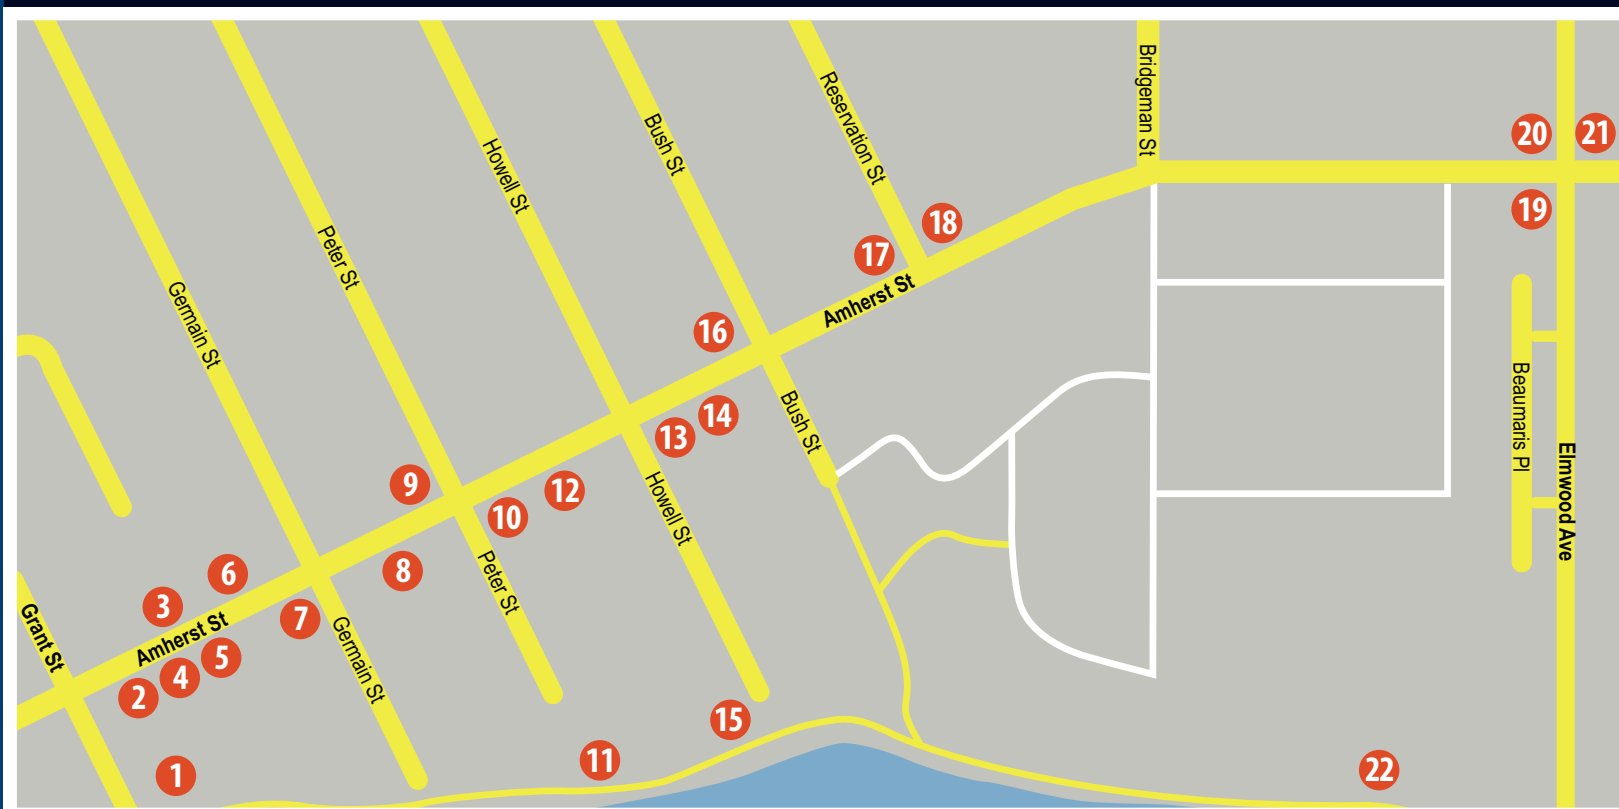 Bridgeman St
Reservation St
Bush St
Howell St
20
21
Peter St
19
18
17
Germain St
Amherst St
16
Beaumaris Pl
14
Bush St
13
9
12
10
Howell St
Elmwood Ave
8
6
Peter St
3
7
Grant St
Amherst St
Germain St
5
4
2
15
11
22
1